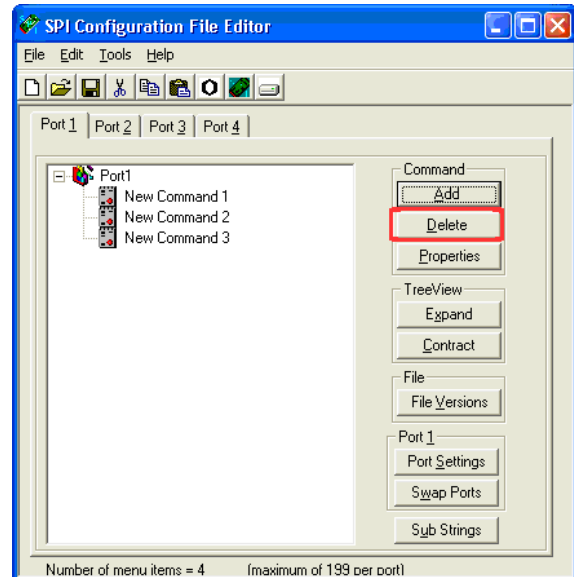 SPI Configuration File Editor
File Edit Tools Help
Port 1 Port 2 Port 3 Port 4
Port1
New Command 1
New Command 2
New Command 3
Command
Add
Delete
Properties
TreeView
Expand
Contract
File
File Versions
Port 1
Port Settings
Swap Ports
Sub Strings
Number of menu items = 4 (maximum of 199 per port)